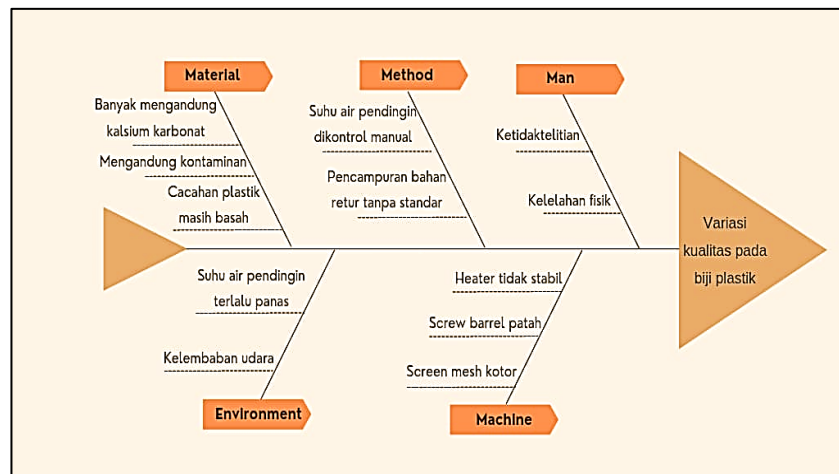 Material
Banyak mengandung
kalsium karbonat
Mengandung kontaminan
Cacahan plastik
masih basah
Method
Suhu air pendingin
dikontrol manual
Pencampuran bahan
retur tanpa standar
Man
Ketidaktelitian
Kelelahan fisik
Variasi
kualitas pada
biji plastik
Suhu air pendingin
terlalu panas
Kelembaban udara
Environment
Heater tidak stabil
Screw barrel patah
Screen mesh kotor
Machine